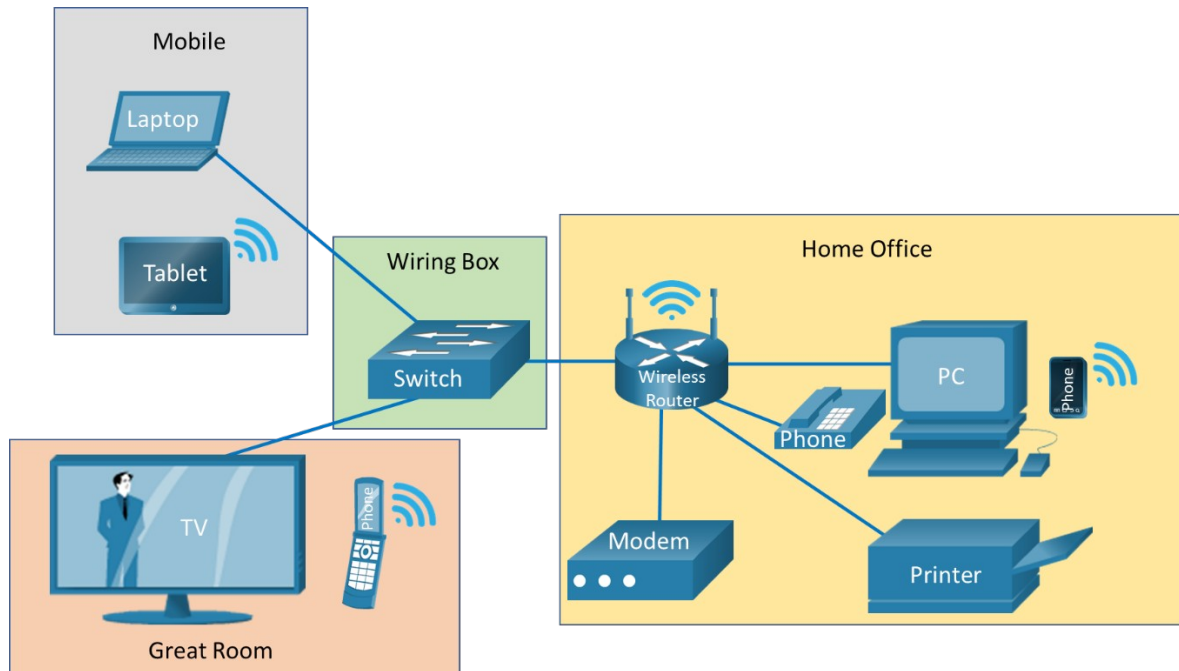 Mobile
Laptop
Tablet
Wiring Box
Switch
Home Office
Wireless
Router
PC
Phone
Phone
Modem
Printer
TV
Phone
Great Room